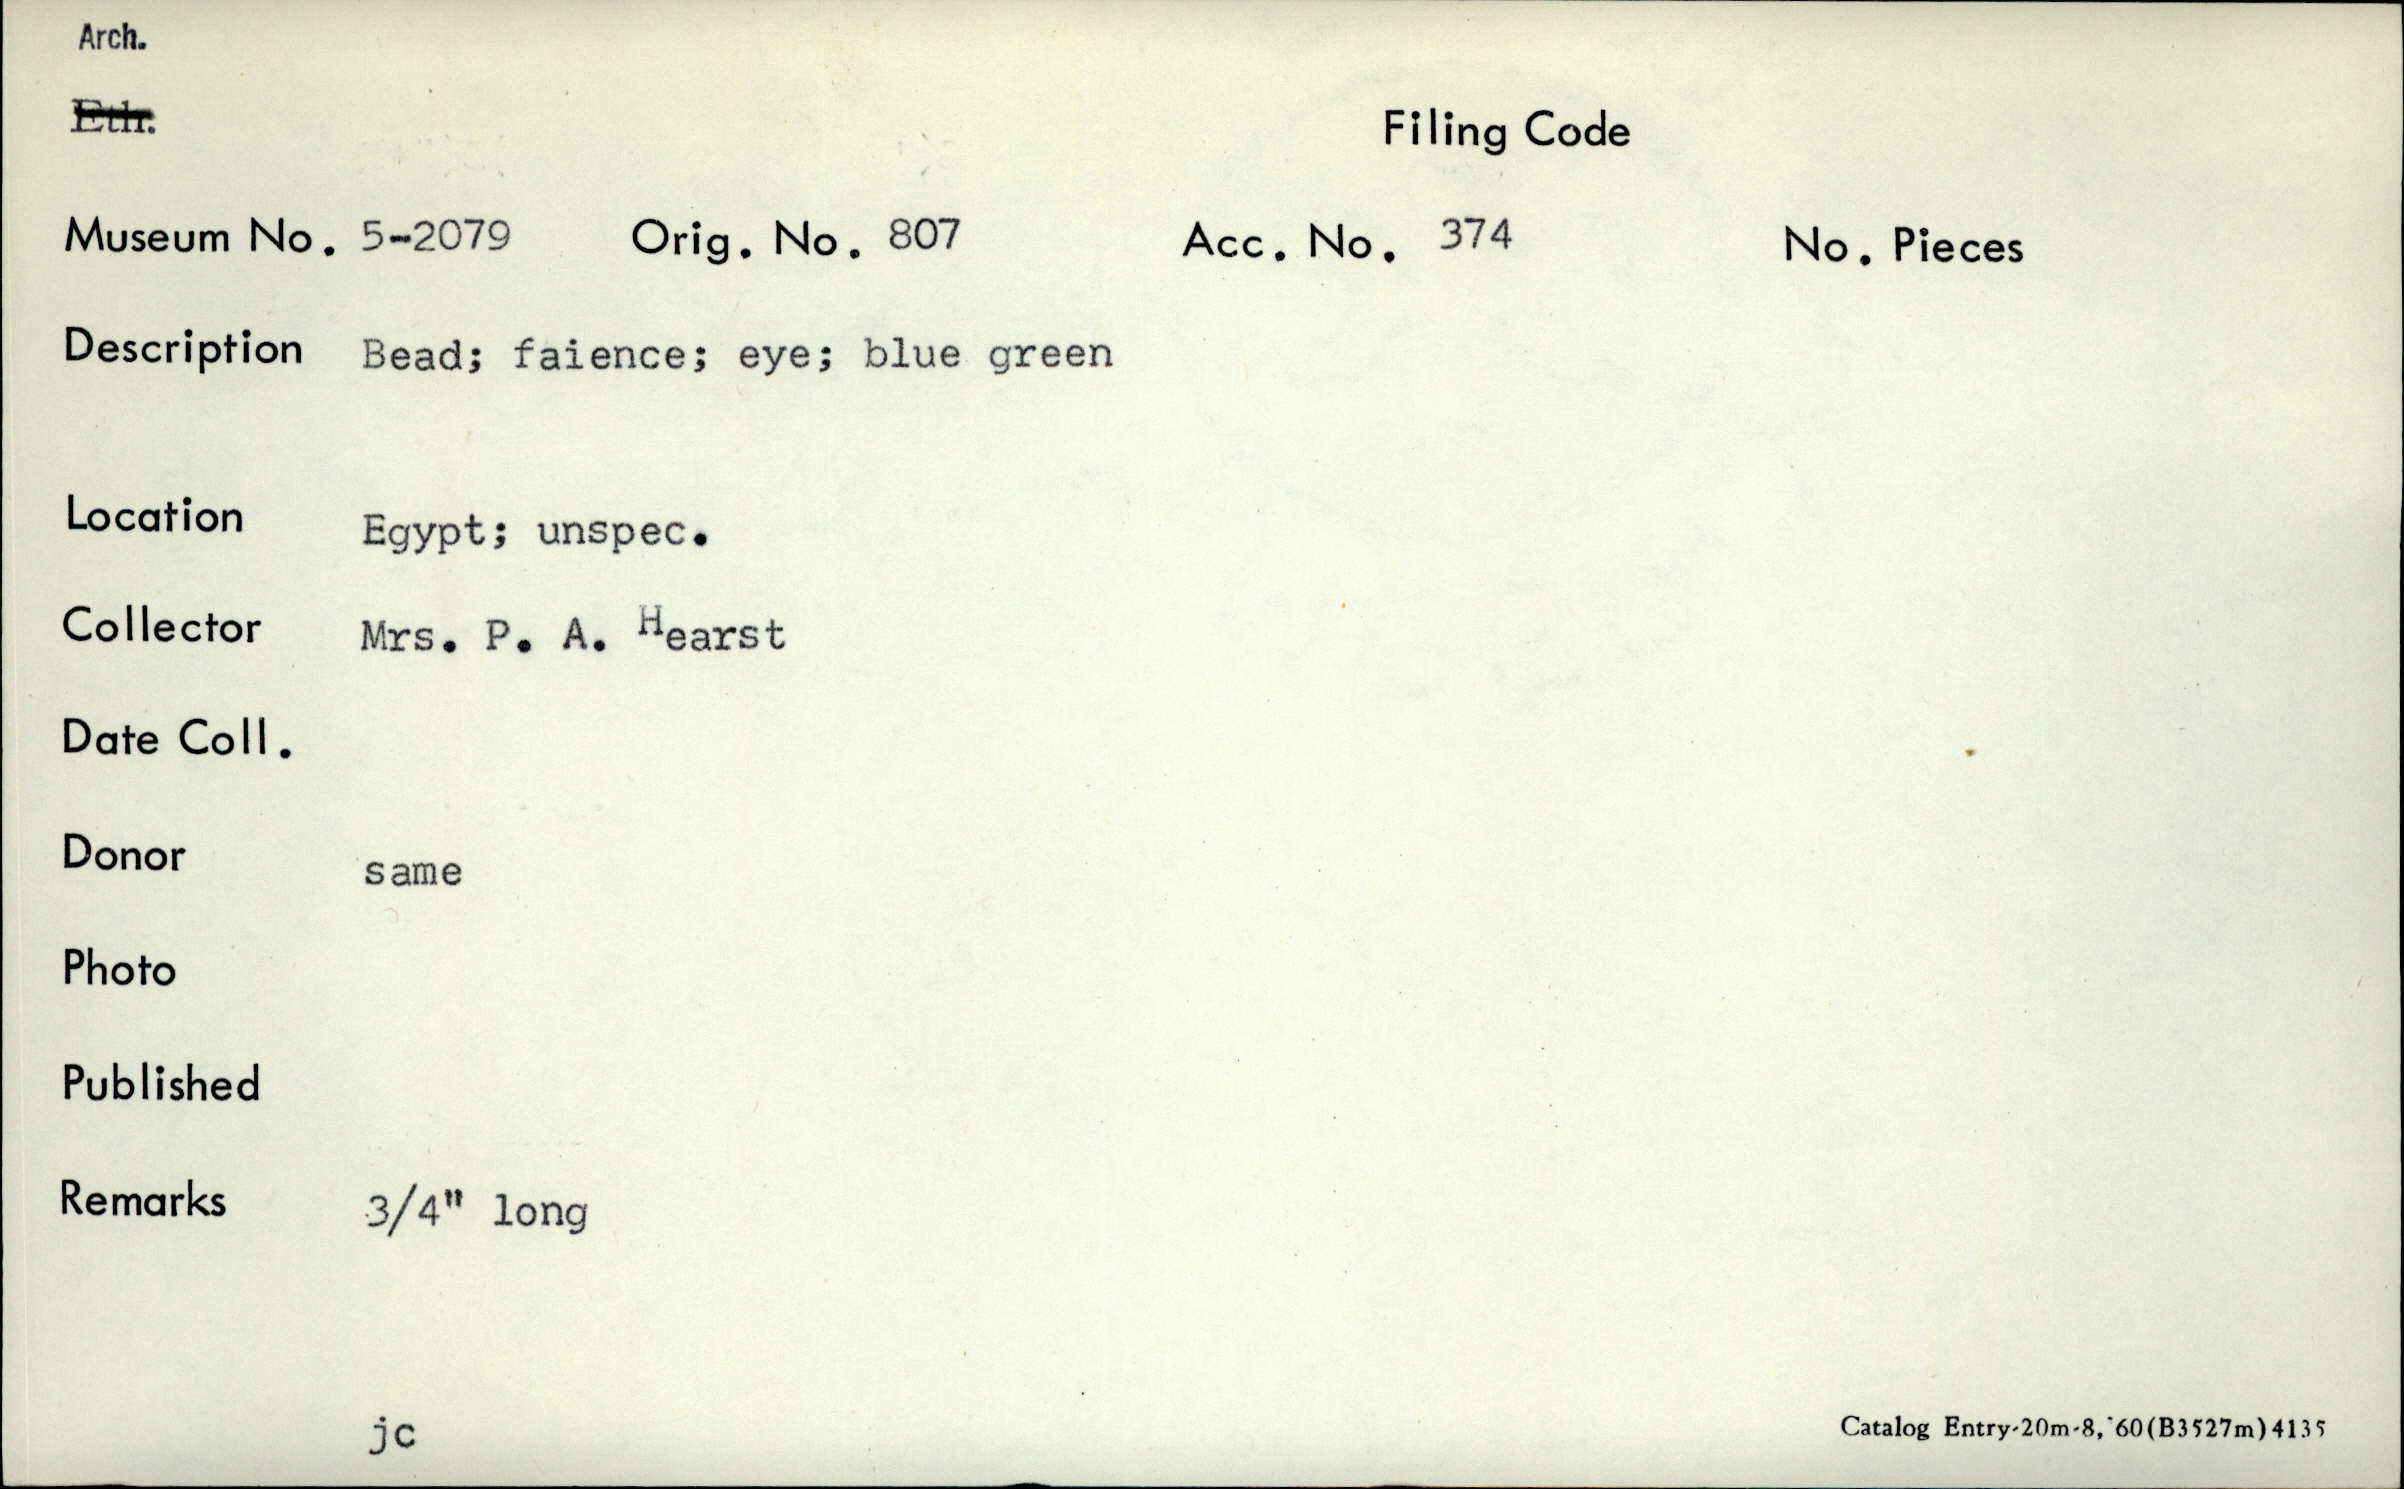 Arch.
Eth.
Filing Code
Museum No. 5-2079 Orig. No. 807 Acc. No. 374 No. Pieces
Description Bead; faience; eye; blue green
Location Egypt; unspec.
Collector Mrs. P. A. Hearst
Date Coll.
Donor same
Photo
Published
Remarks 3/4" long
jc
Catalog Entry-20m-8,'60(B3527m)4135